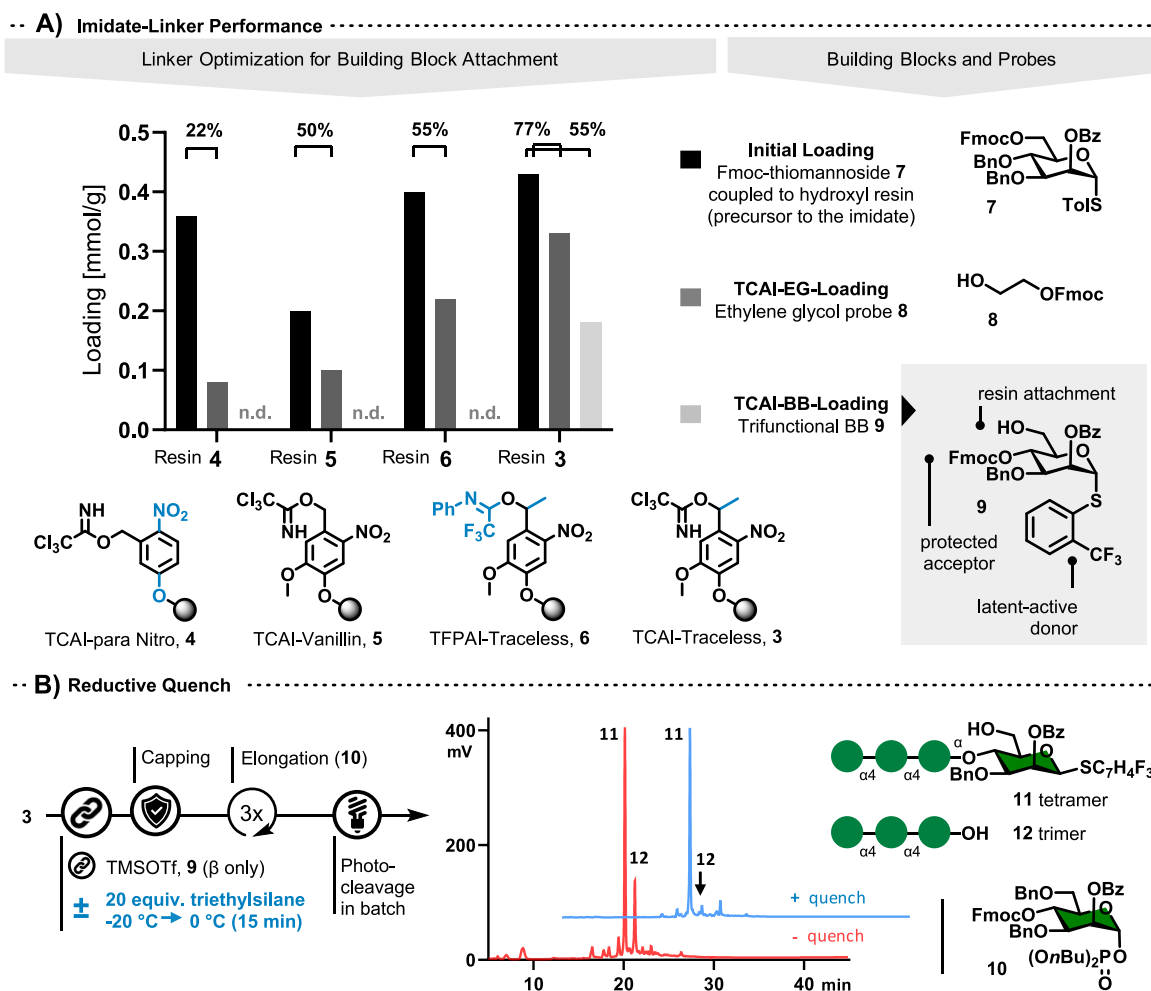 A) Imidate-Linker Performance
Linker Optimization for Building Block Attachment
Building Blocks and Probes
Loading [mmol/g]
0.5
0.4
0.3
0.2
0.1
0.0
22%
50%
55%
77%
55%
n.d.
n.d.
n.d.
Resin 4
Resin 5
Resin 6
Resin 3
Initial Loading
Fmoc-thiomannoside 7
coupled to hydroxyl resin
(precursor to the imidate)
FmocO
OBz
BnO
BnO
O
TolS
7
TCAI-EG-Loading
Ethylene glycol probe 8
HO
OFmoc
8
TCAI-BB-Loading
Trifunctional BB 9
resin attachment
HO
OBz
FmocO
BnO
O
S
9
CF3
protected
acceptor
latent-active
donor
NH
Cl3C
O
NO2
O
TCAI-para Nitro, 4
Cl3C
O
NH
NO2
O
O
TCAI-Vanillin, 5
Ph
N
O
F3C
NO2
O
O
TFPAI-Traceless, 6
Cl3C
O
NH
NO2
O
O
TCAI-Traceless, 3
B) Reductive Quench
Capping
Elongation (10)
3
3x
TMSOTf, 9 (β only)
± 20 equiv. triethylsilane
-20 °C → 0 °C (15 min)
Photo-
cleavage
in batch
400
mV
200
0
11
12
11
12
+ quench
- quench
10
20
30
40
min
HO
OBz
α
O
O
BnO
SC7H4F3
α4
α4
11 tetramer
OH
α4
α4
12 trimer
BnO
OBz
FmocO
BnO
O
O
(OnBu)2P
O
10